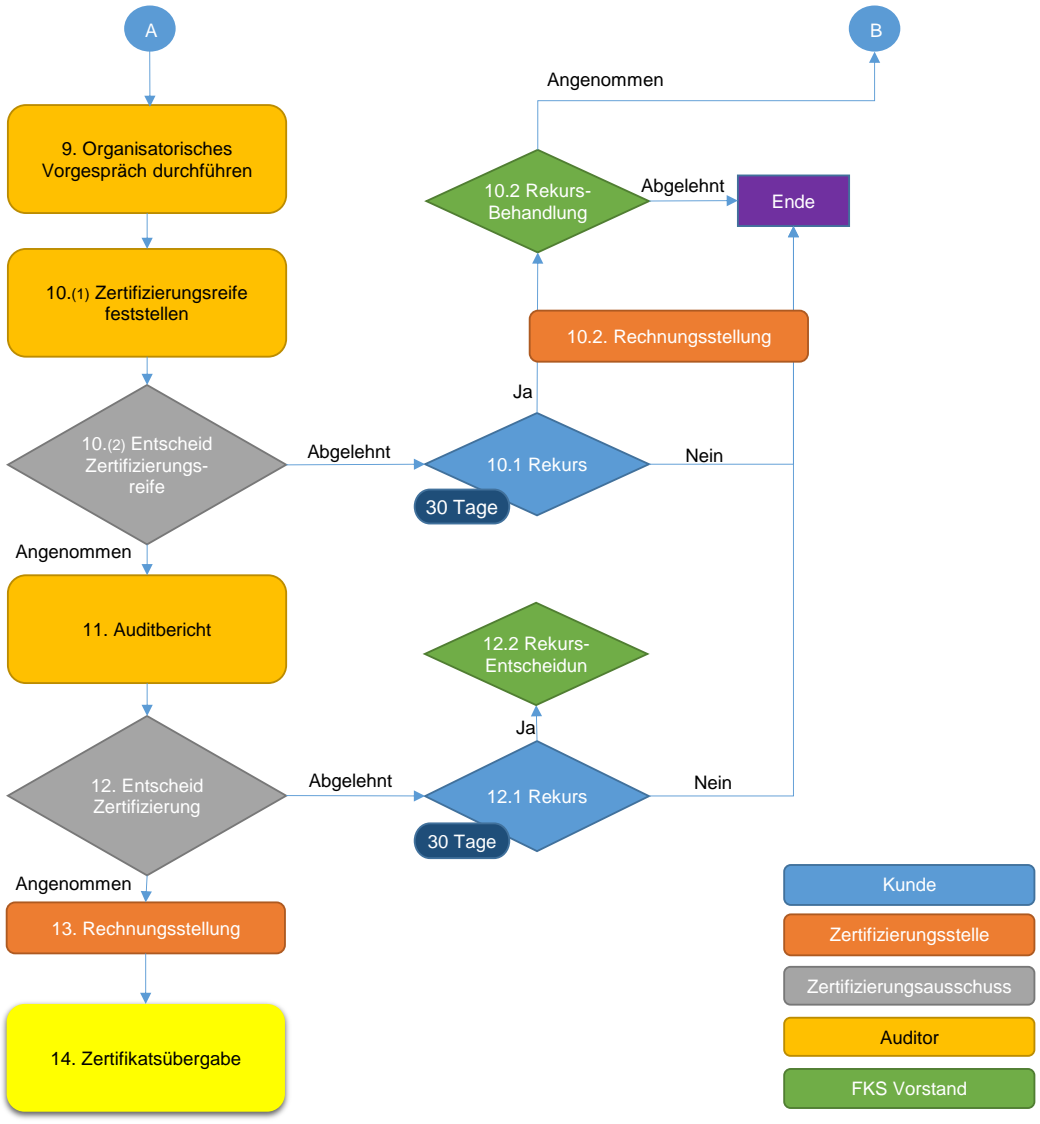 A
B
Angenommen
9. Organisatorisches
Vorgespräch durchführen
10.2 Rekurs-
Behandlung
Abgelehnt
Ende
10.(1) Zertifizierungsreife
feststellen
10.2. Rechnungsstellung
Ja
10.(2) Entscheid
Zertifizierungs-
reife
Abgelehnt
10.1 Rekurs
Nein
30 Tage
Angenommen
11. Auditbericht
12.2 Rekurs-
Entscheidun
Ja
12. Entscheid
Zertifizierung
Abgelehnt
12.1 Rekurs
Nein
30 Tage
Angenommen
13. Rechnungsstellung
14. Zertifikatsübergabe
Kunde
Zertifizierungsstelle
Zertifizierungsausschuss
Auditor
FKS Vorstand